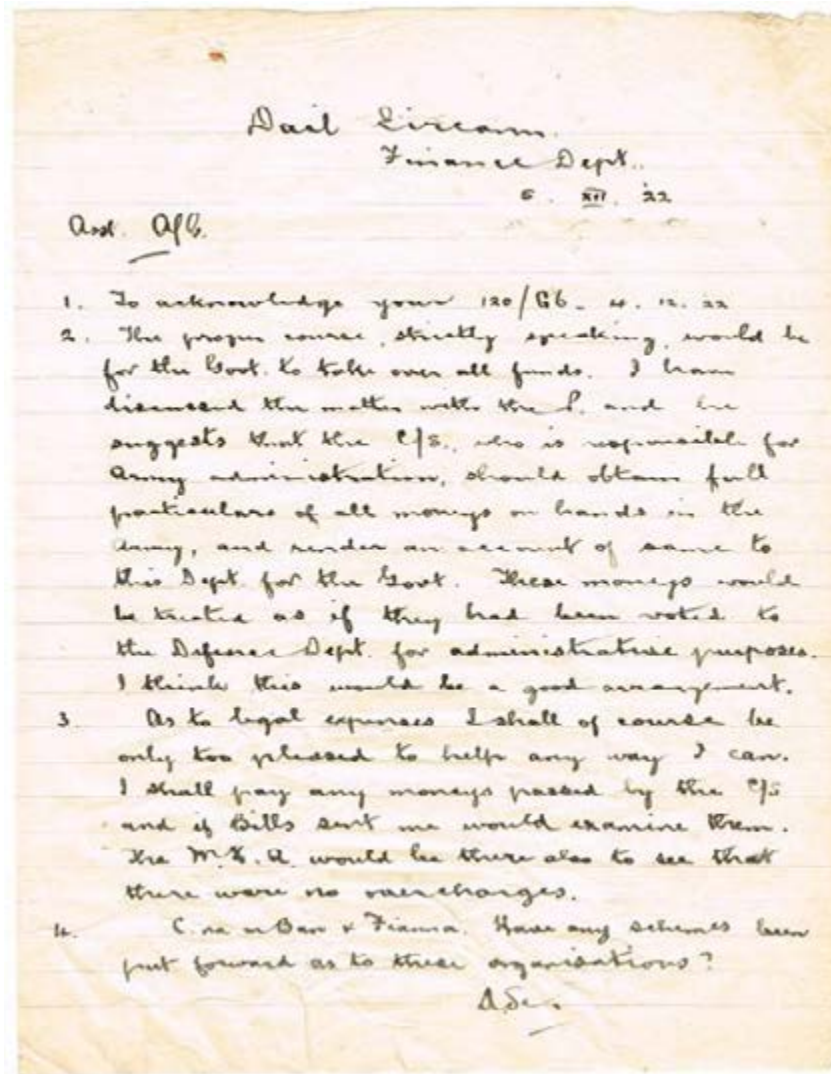 Dail Eireann.
Finance Dept.
6. XII. 22
Asst. A/G.
1. To acknowledge your 120/Gb. 4. 12. 22
2. The proper course, strictly speaking, would be
for the Govt. to take over all funds. I have
discussed the matter with the P. and he
suggests that the C/S., who is responsible for
Army administration, should obtain full
particulars of all moneys on hands in the
Army, and render an account of same to
this Dept. for the Govt. These moneys would
be treated as if they had been voted to
the Defence Dept. for administrative purposes.
I think this would be a good arrangement.
3. As to legal expenses I shall of course be
only too pleased to help any way I can.
I shall pay any moneys passed by the C/S
and if Bills sent me would examine them.
The M.H.A. would be there also to see that
there were no overcharges.
4. C. na mBan & Fianna. Have any schemes been
put forward as to these organisations?